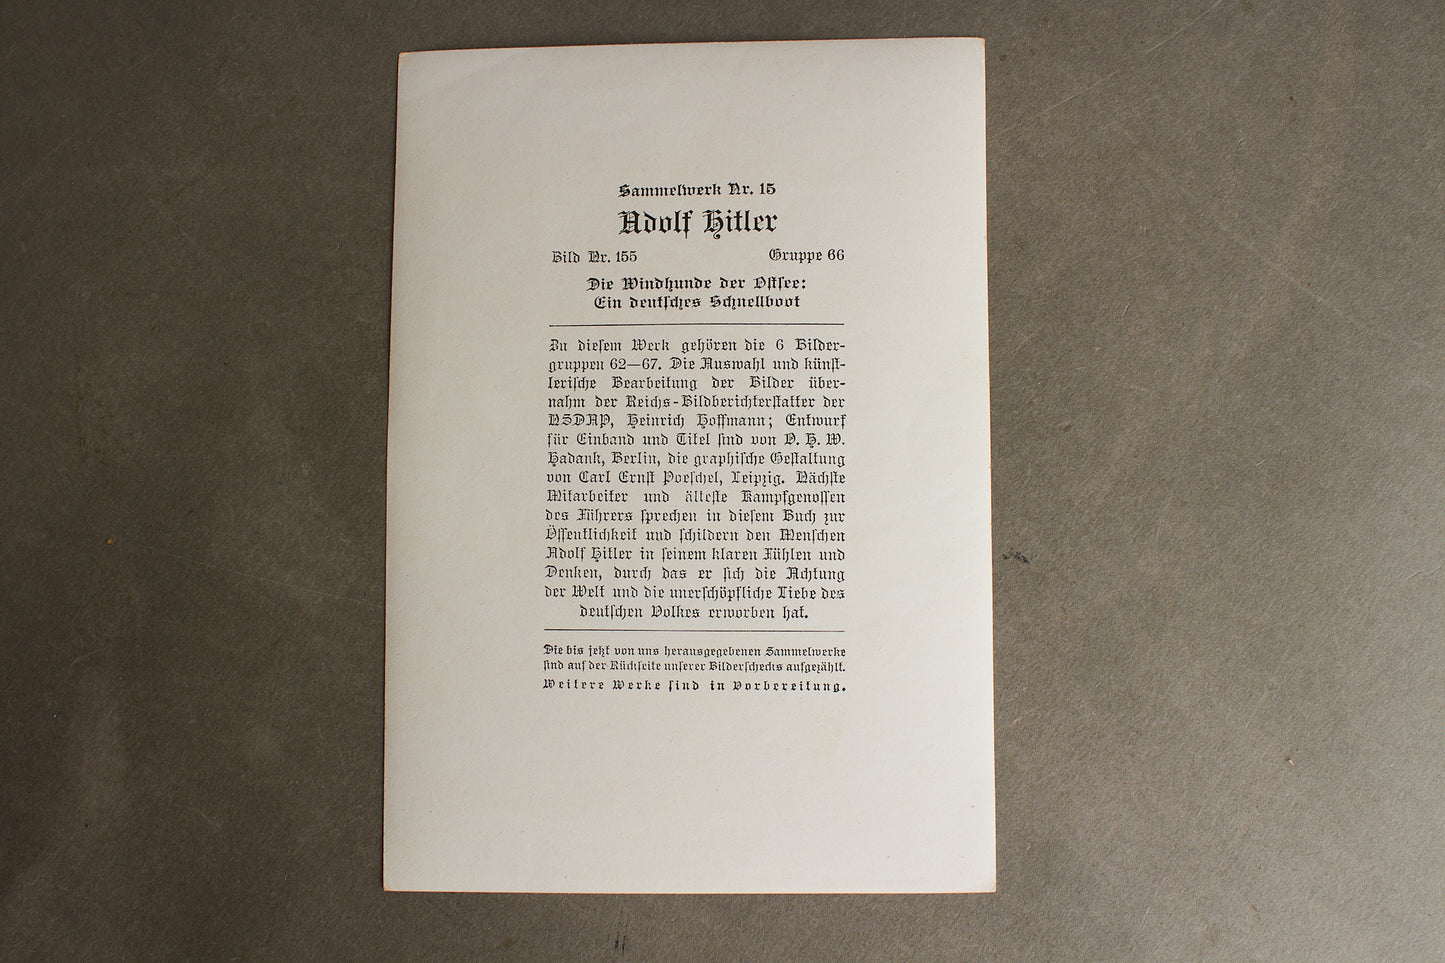 Sammelwerk Nr. 15
Adolf Hitler
Bild Nr. 155 Gruppe 66
Die Windhunde der Ostsee:
Ein deutsches Schnellboot
Zu diesem Werk gehören die 6 Bilder-
gruppen 62—67. Die Auswahl und künst-
lerische Bearbeitung der Bilder über-
nahm der Reichs-Bildberichterstatter der
NSDAP, Heinrich Hoffmann; Entwurf
für Einband und Titel sind von O. H. W.
Hadank, Berlin, die graphische Gestaltung
von Carl Ernst Poeschel, Leipzig. Nächste
Mitarbeiter und älteste Kampfgenossen
des Führers sprechen in diesem Buch zur
Öffentlichkeit und schildern den Menschen
Adolf Hitler in seinem klaren Fühlen und
Denken, durch das er sich die Achtung
der Welt und die unerschöpfliche Liebe des
deutschen Volkes erworben hat.
Die bis jetzt von uns herausgegebenen Sammelwerke
sind auf der Rückseite unserer Bilderschecks aufgezählt.
Weitere Werke sind in Vorbereitung.